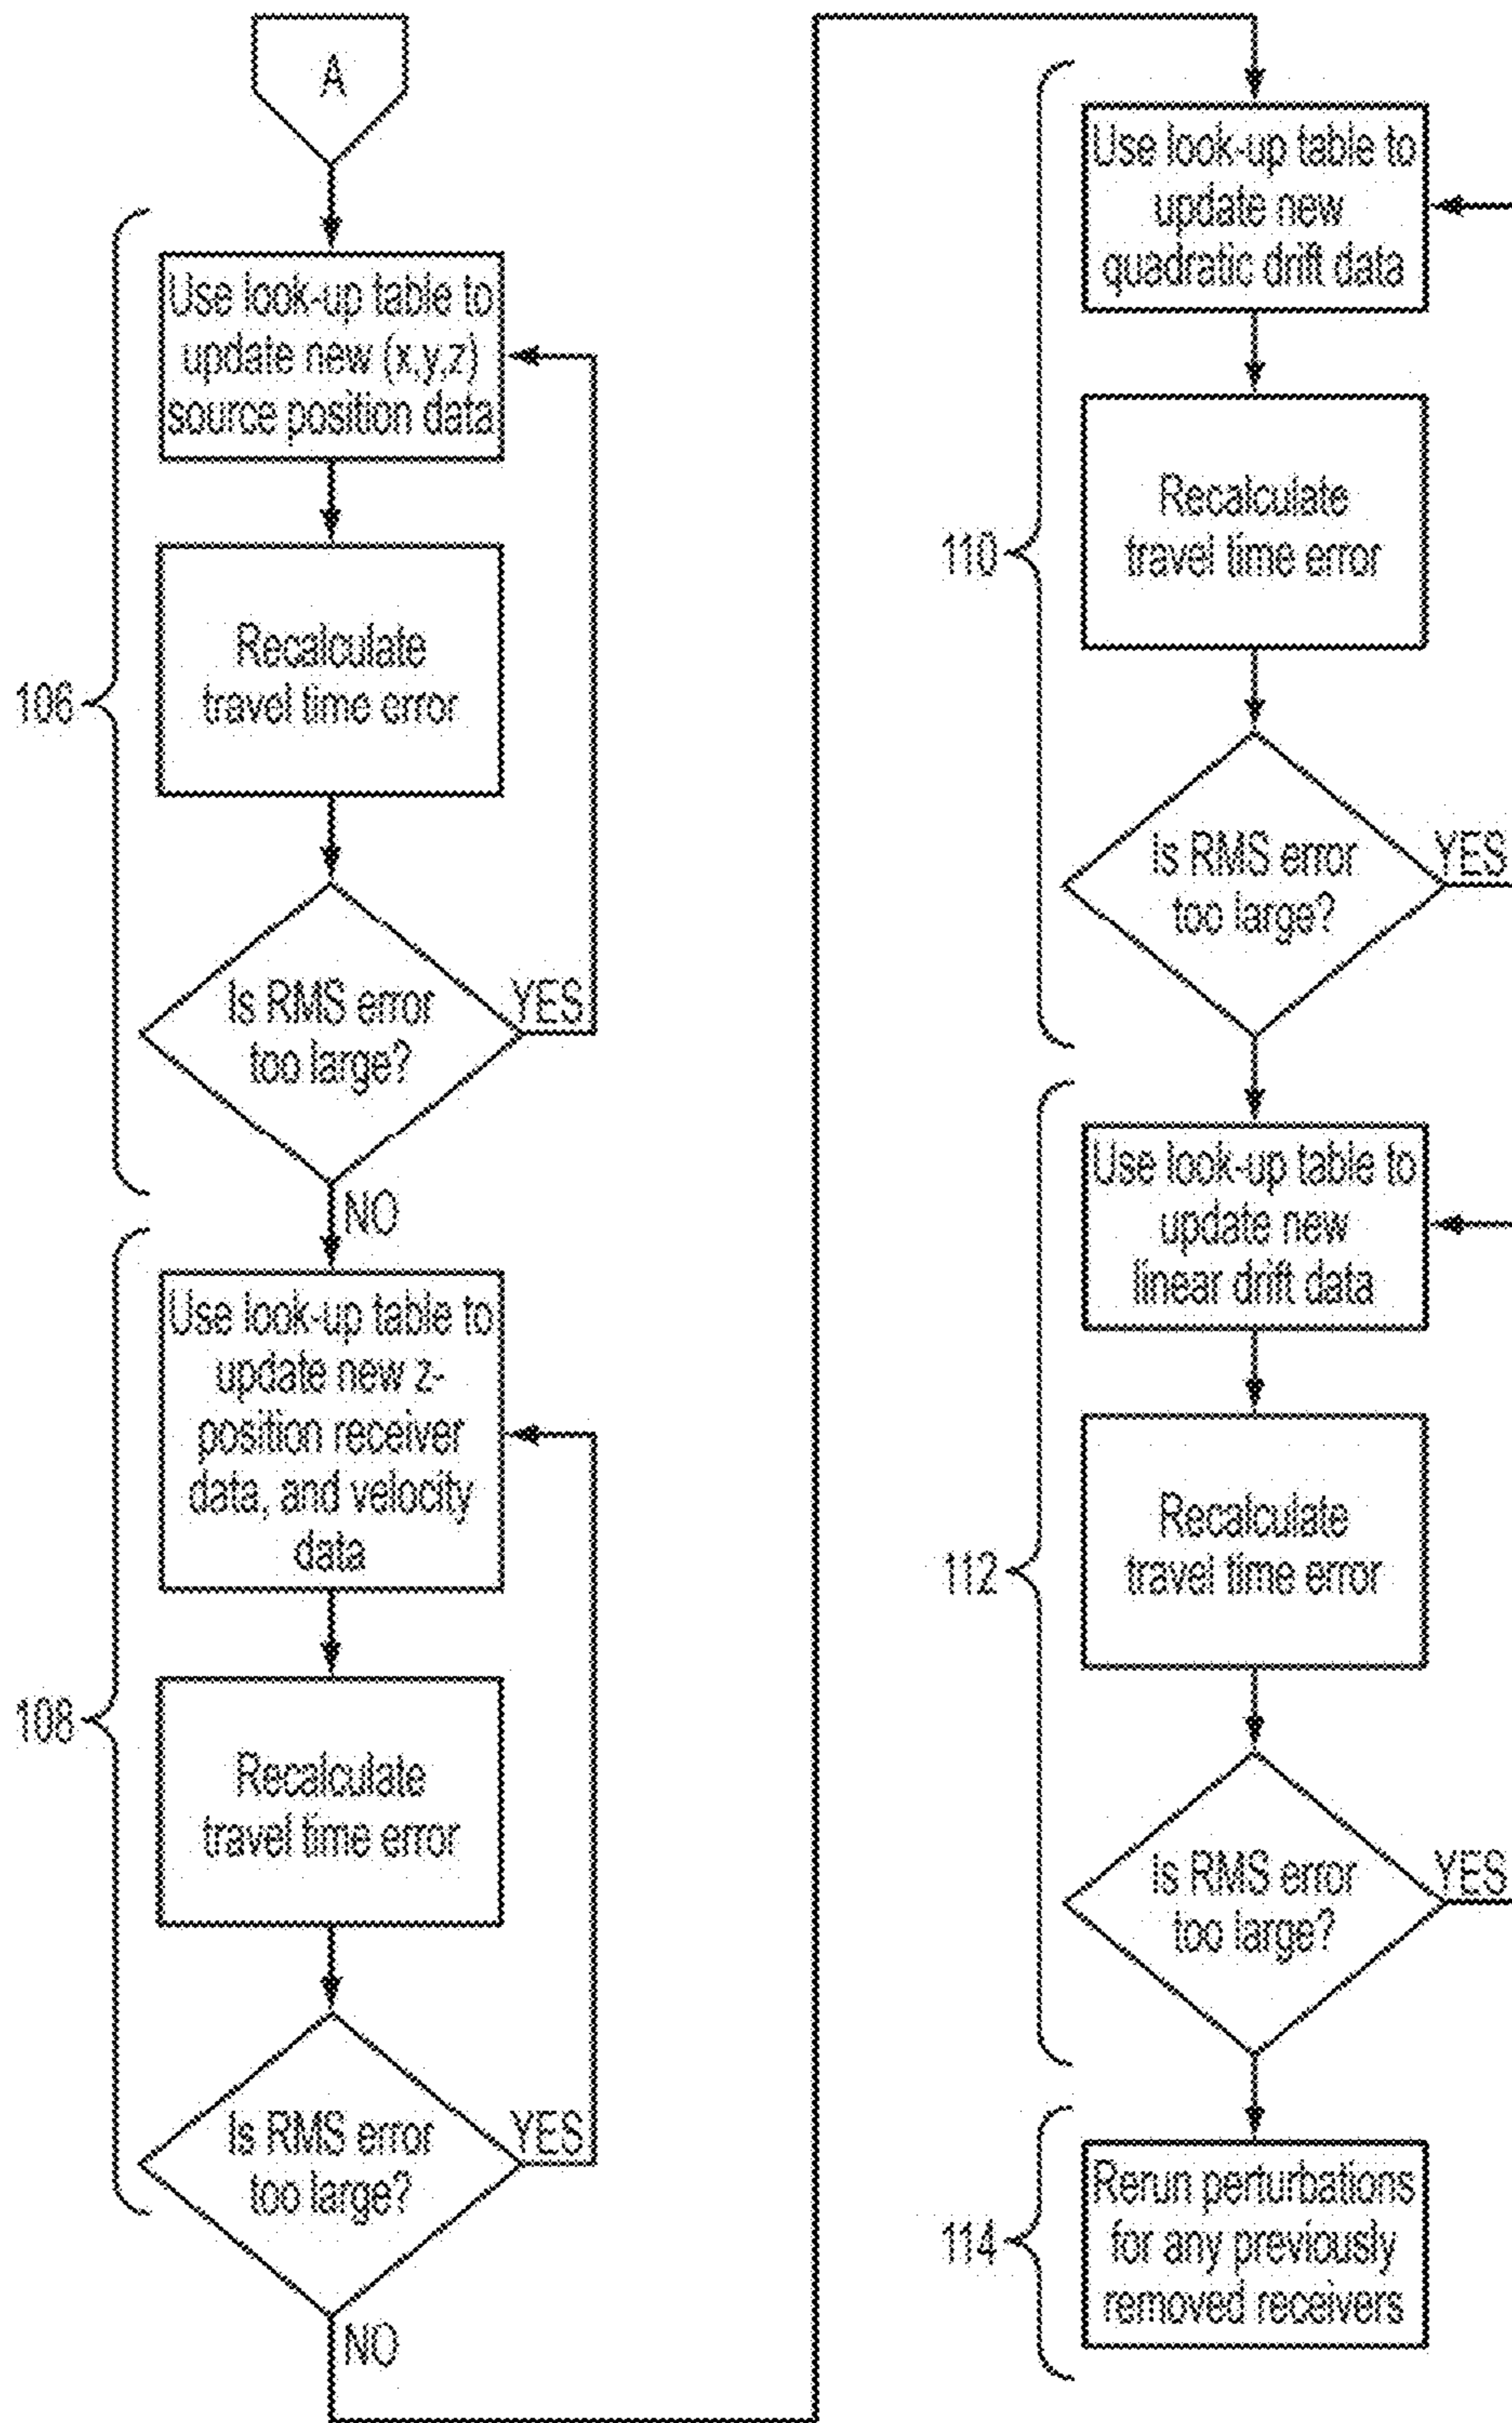 A
Use look-up table to
update new (x,y,z)
source position data
Recalculate
travel time error
106
Is RMS error
too large?
YES
NO
Use look-up table to
update new z-
position receiver
data, and velocity
data
108
Recalculate
travel time error
Is RMS error
too large?
YES
NO
Use look-up table to
update new
quadratic drift data
110
Recalculate
travel time error
Is RMS error
too large?
YES
Use look-up table to
update new
linear drift data
112
Recalculate
travel time error
Is RMS error
too large?
YES
114
Rerun perturbations
for any previously
removed receivers